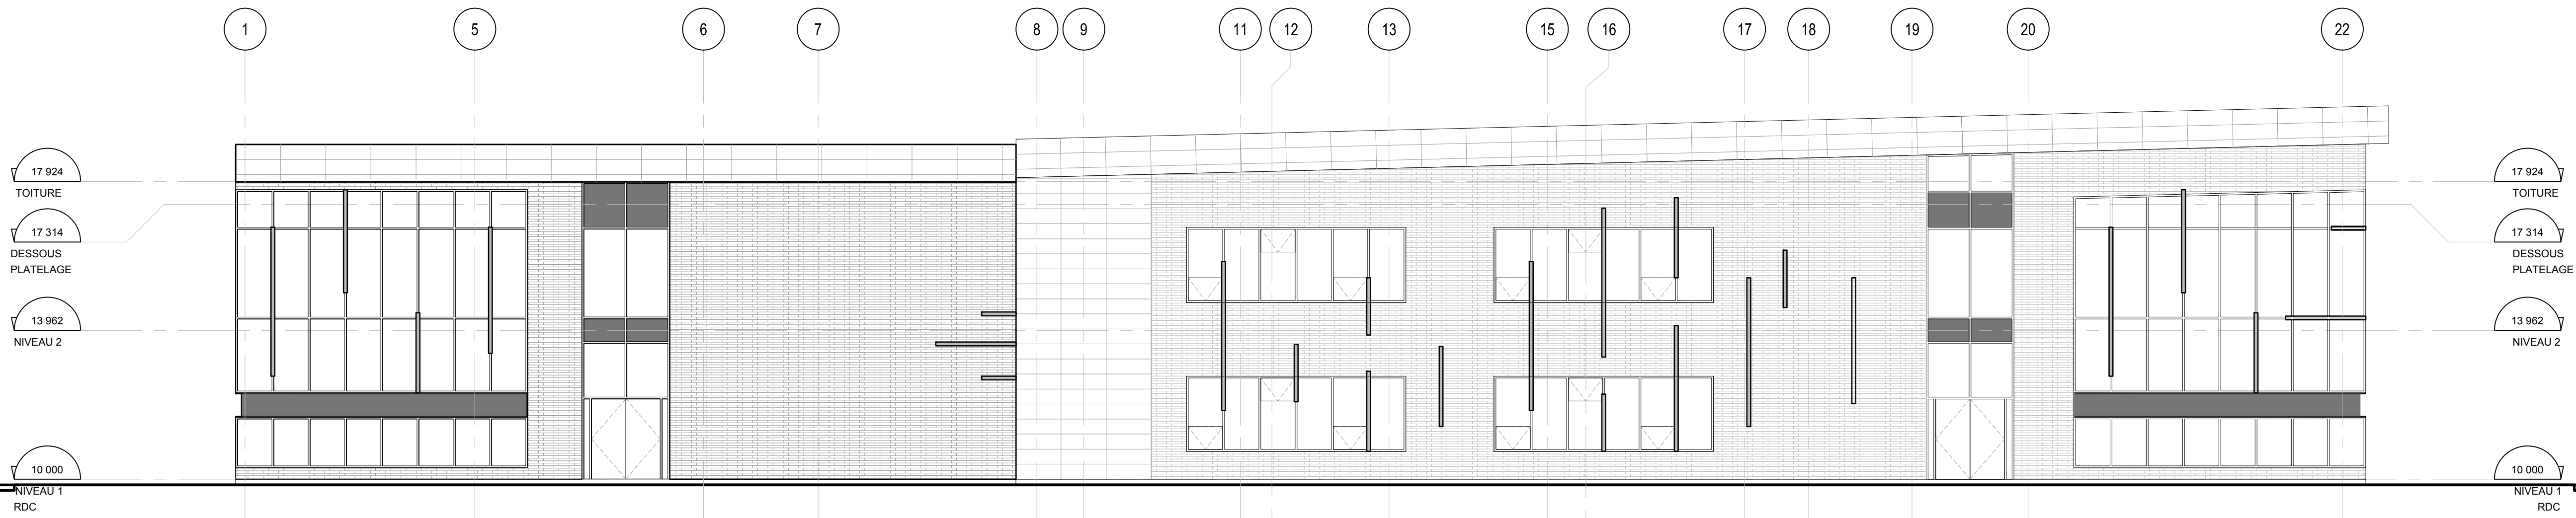 1 5 6 7 8 9 11 12 13 15 16 17 18 19 20 22
17 924
TOITURE
17 314
DESSOUS
PLATELAGE
13 962
NIVEAU 2
10 000
NIVEAU 1
RDC
17 924
TOITURE
17 314
DESSOUS
PLATELAGE
13 962
NIVEAU 2
10 000
NIVEAU 1
RDC